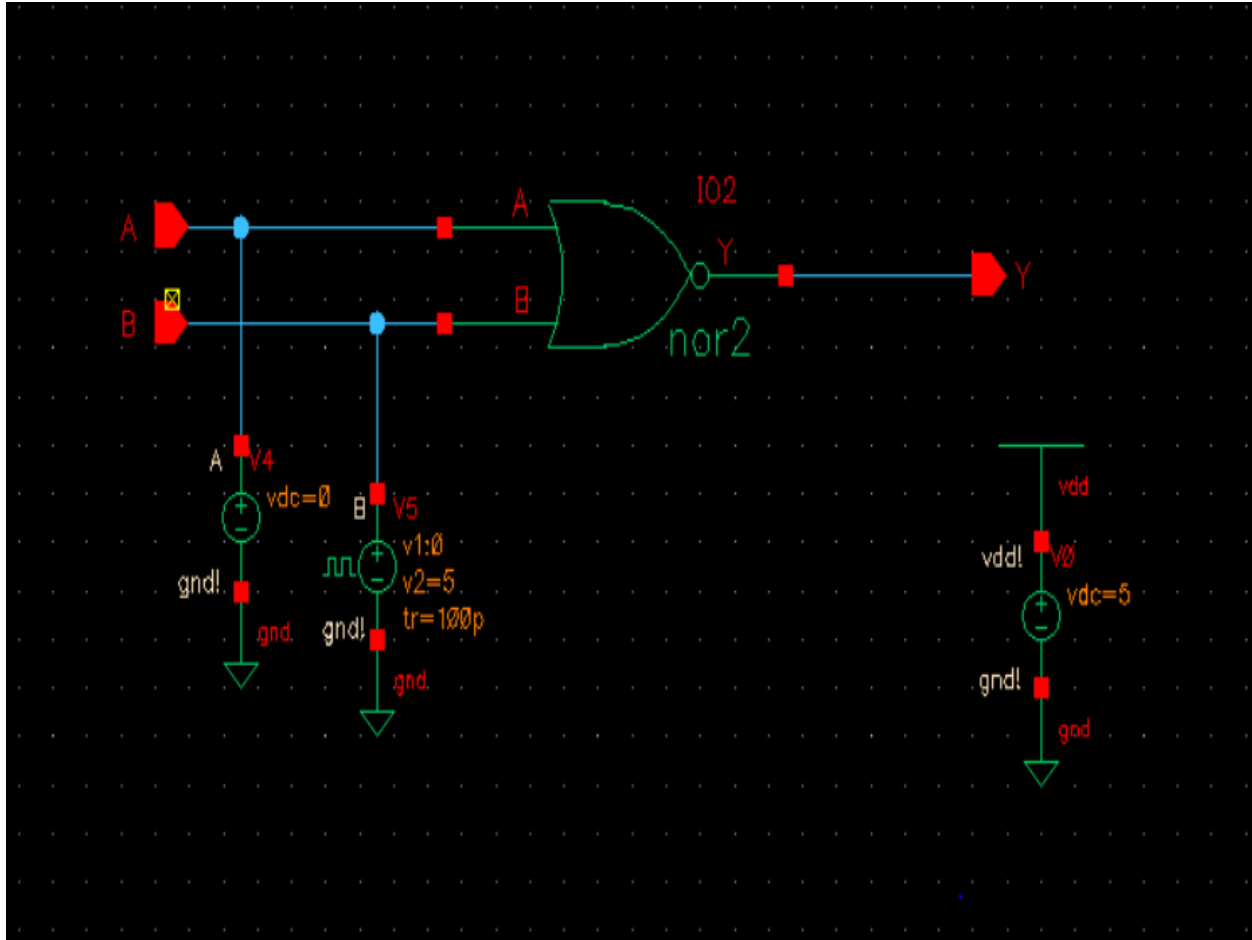 IO2
A
A
Y
Y
B
B
nor2
A
V4
vdc=0
B
V5
vdd
v1:0
vdd!
V0
v2=5
gnd!
vdc=5
tr=100p
gnd
gnd!
gnd
gnd!
gnd